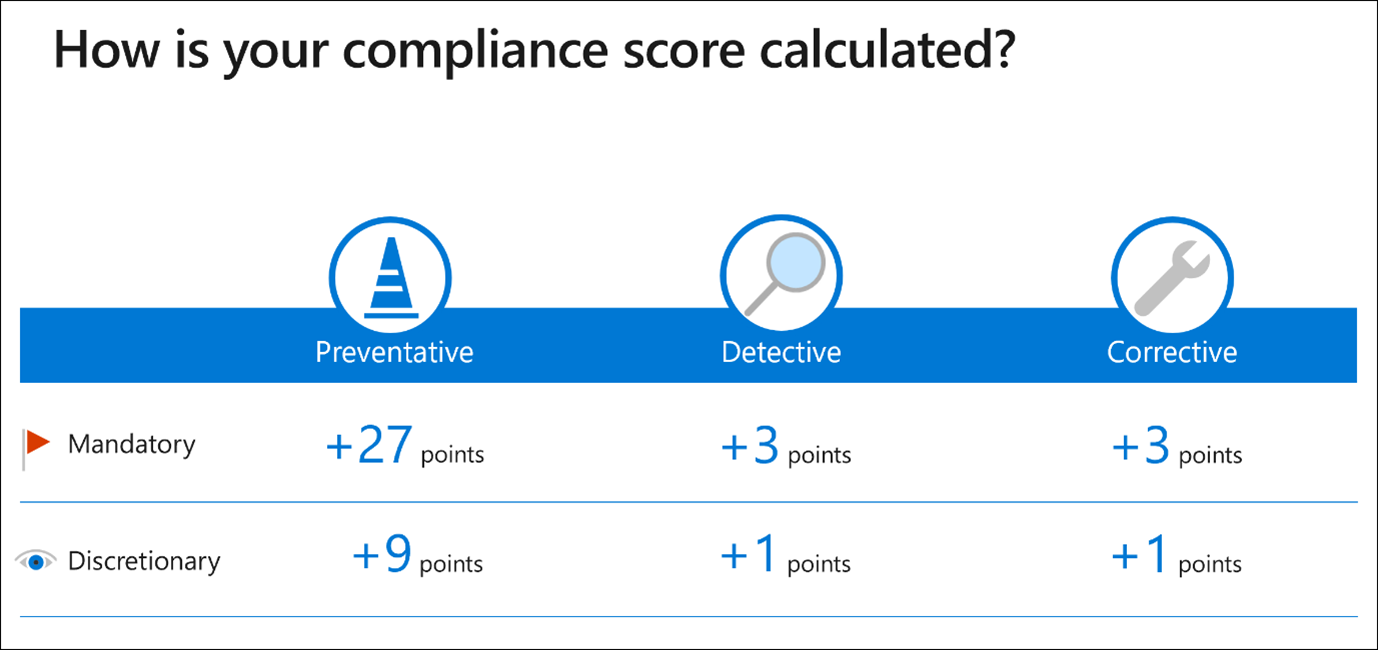 How is your compliance score calculated?
Preventative Detective Corrective
Mandatory +27 points +3 points +3 points
Discretionary +9 points +1 points +1 points